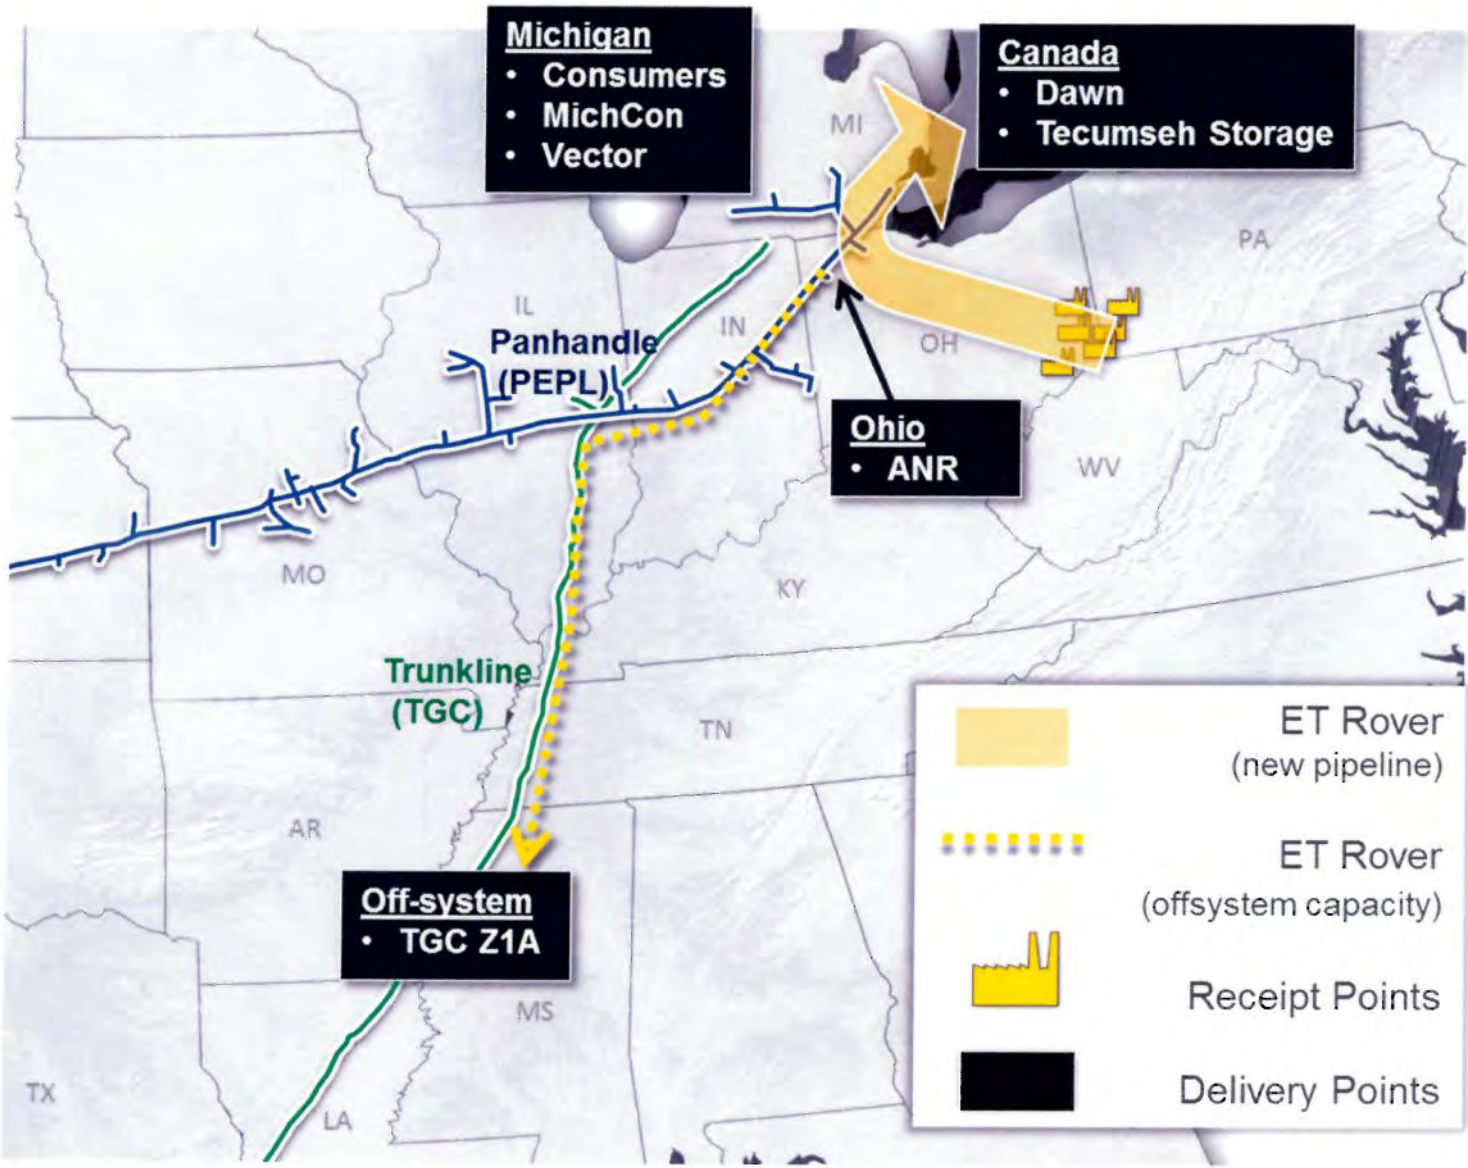 Michigan
• Consumers
• MichCon
• Vector
Canada
• Dawn
• Tecumseh Storage
MI
PA
IL
IN
OH
Panhandle
(PEPL)
Ohio
• ANR
WV
MO
KY
Trunkline
(TGC)
TN
AR
Off-system
• TGC Z1A
MS
TX
LA
ET Rover
(new pipeline)
ET Rover
(offsystem capacity)
Receipt Points
Delivery Points